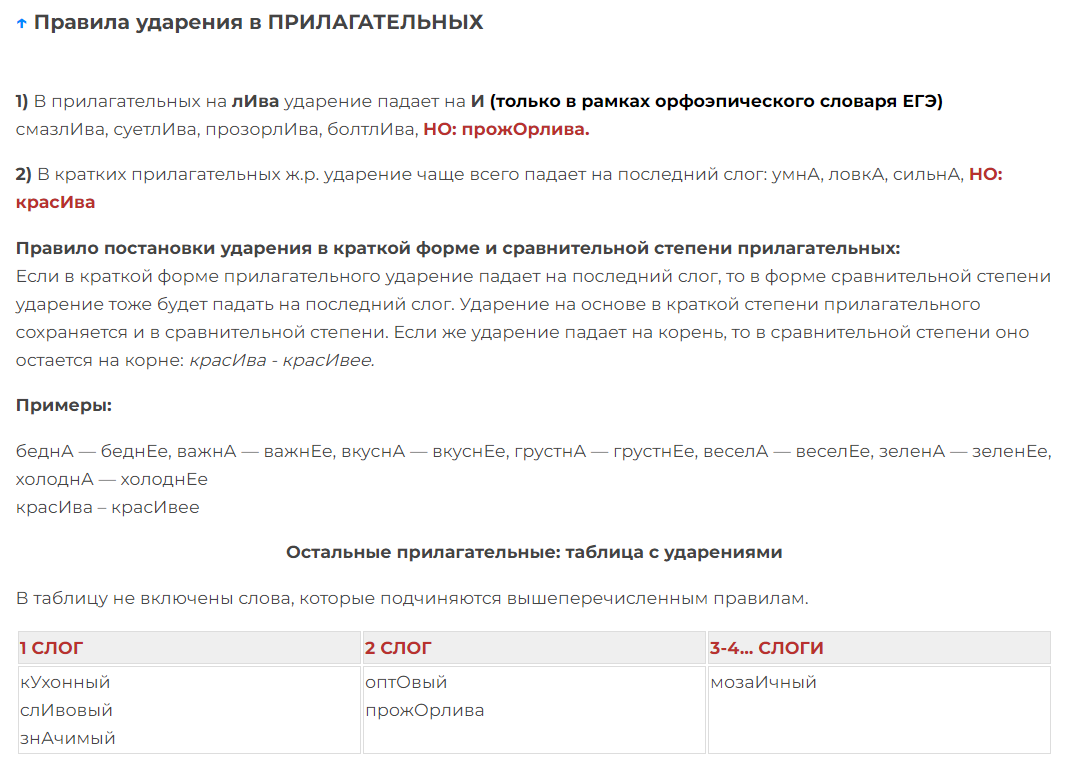 ↑ Правила ударения в ПРИЛАГАТЕЛЬНЫХ
1) В прилагательных на лИва ударение падает на И (только в рамках орфоэпического словаря ЕГЭ)
смазлИва, суетлИва, прозорлИва, болтлИва, НО: прожОрлива.
2) В кратких прилагательных ж.р. ударение чаще всего падает на последний слог: умнА, ловкА, сильнА, НО:
красИва
Правило постановки ударения в краткой форме и сравнительной степени прилагательных:
Если в краткой форме прилагательного ударение падает на последний слог, то в форме сравнительной степени
ударение тоже будет падать на последний слог. Ударение на основе в краткой степени прилагательного
сохраняется и в сравнительной степени. Если же ударение падает на корень, то в сравнительной степени оно
остается на корне: красИва - красИвее.
Примеры:
беднА — беднЕе, важнА — важнЕе, вкуснА — вкуснЕе, грустнА — грустнЕе, веселА — веселЕе, зеленА — зеленЕе,
холоднА — холоднЕе
красИва – красИвее
Остальные прилагательные: таблица с ударениями
В таблицу не включены слова, которые подчиняются вышеперечисленным правилам.
1 СЛОГ 2 СЛОГ 3-4... СЛОГИ
кУхонный оптОвый мозаИчный
слИвовый прожОрлива
знАчимый